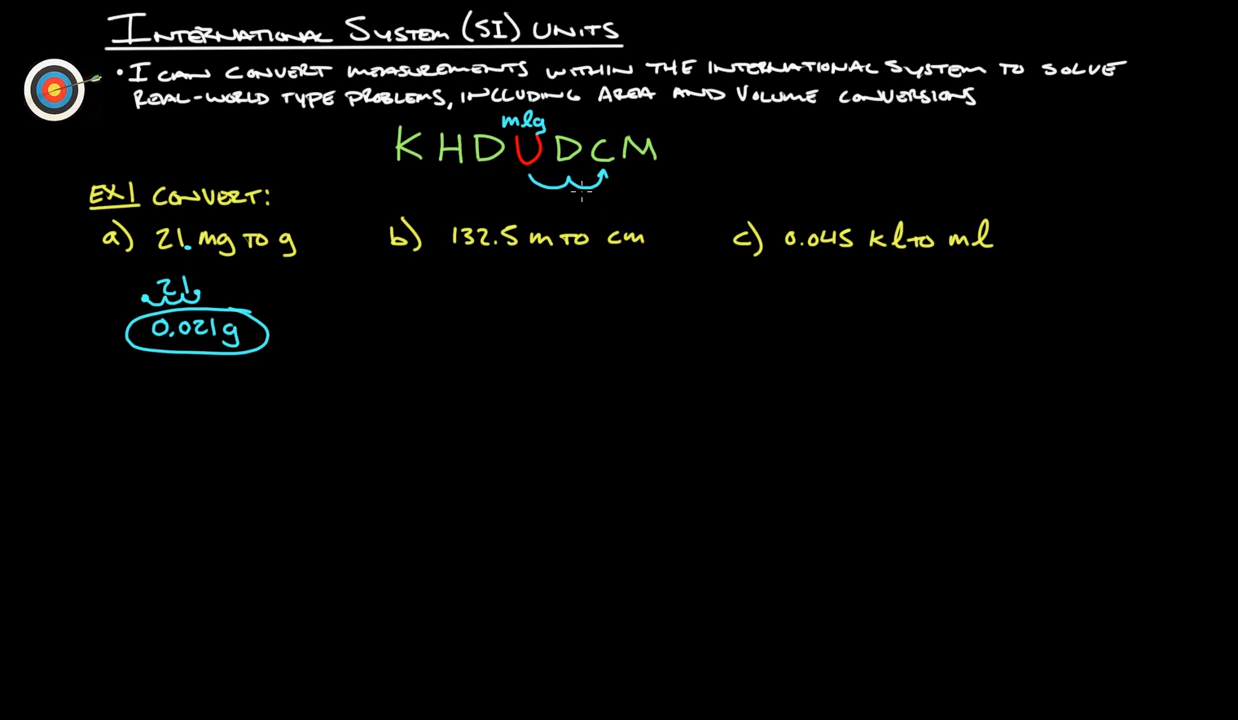 INTERNATIONAL SYSTEM (SI) UNITS
• I CAN CONVERT MEASUREMENTS WITHIN THE INTERNATIONAL SYSTEM TO SOLVE
REAL-WORLD TYPE PROBLEMS, INCLUDING AREA AND VOLUME CONVERSIONS
mlg
K H D U D C M
EX1 CONVERT:
a) 21. mg TO g b) 132.5 m TO cm c) 0.045 kl TO ml
21
0.021g